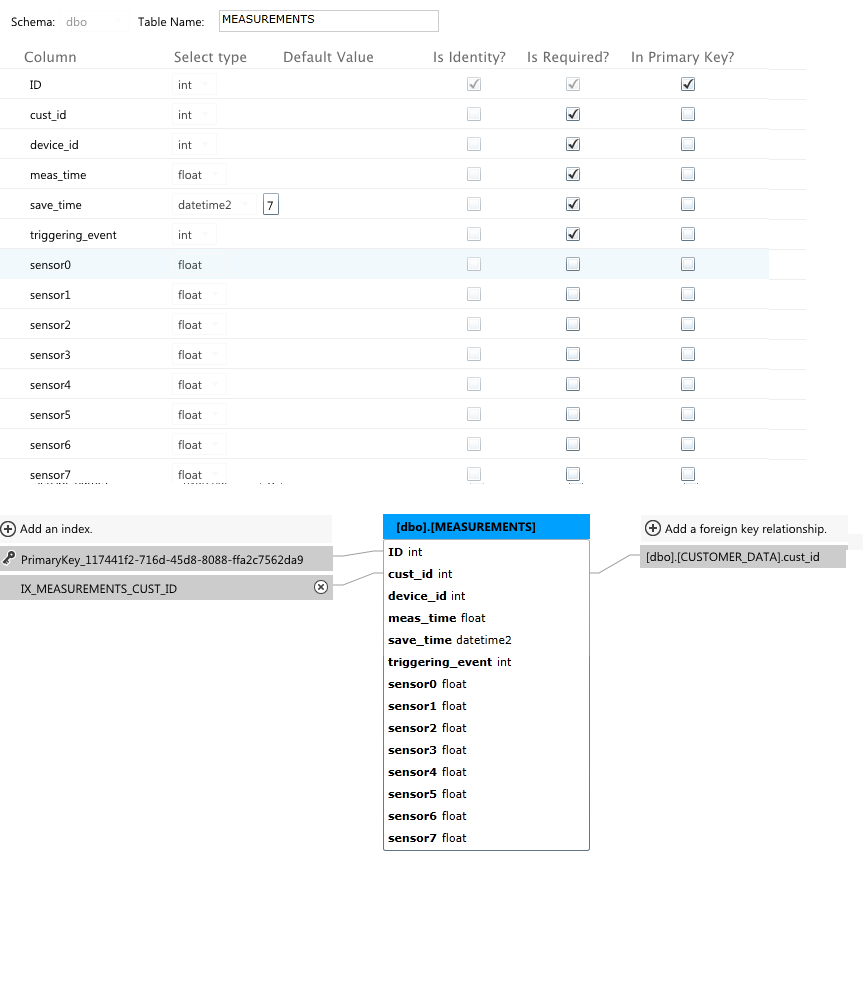 Schema: dbo Table Name: MEASUREMENTS
Column Select type Default Value Is Identity? Is Required? In Primary Key?
ID int
cust_id int
device_id int
meas_time float
save_time datetime2 7
triggering_event int
sensor0 float
sensor1 float
sensor2 float
sensor3 float
sensor4 float
sensor5 float
sensor6 float
sensor7 float
Add an index.
PrimaryKey_117441f2-716d-45d8-8088-ffa2c7562da9
IX_MEASUREMENTS_CUST_ID
[dbo].[MEASUREMENTS]
ID int
cust_id int
device_id int
meas_time float
save_time datetime2
triggering_event int
sensor0 float
sensor1 float
sensor2 float
sensor3 float
sensor4 float
sensor5 float
sensor6 float
sensor7 float
Add a foreign key relationship.
[dbo].[CUSTOMER_DATA].cust_id